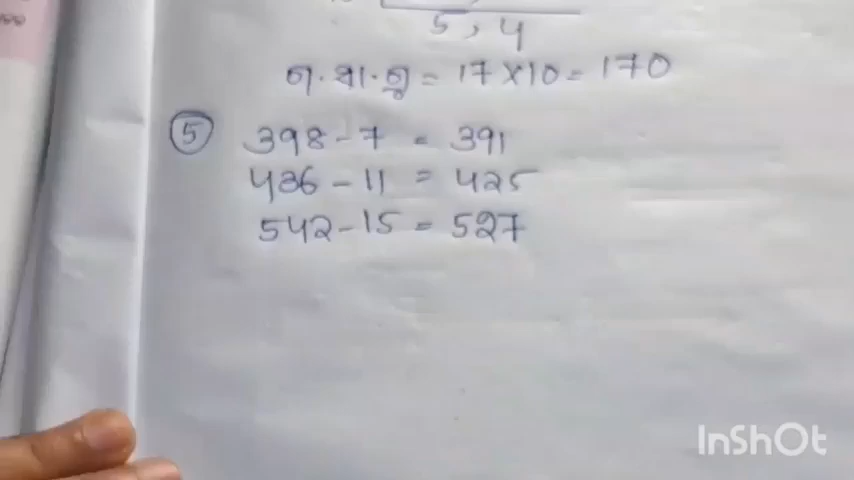 5, 4
ગ. સા. ગુ = 17 × 10 = 170
⑤ 398 - 7 = 391
436 - 11 = 425
542 - 15 = 527
InShOt